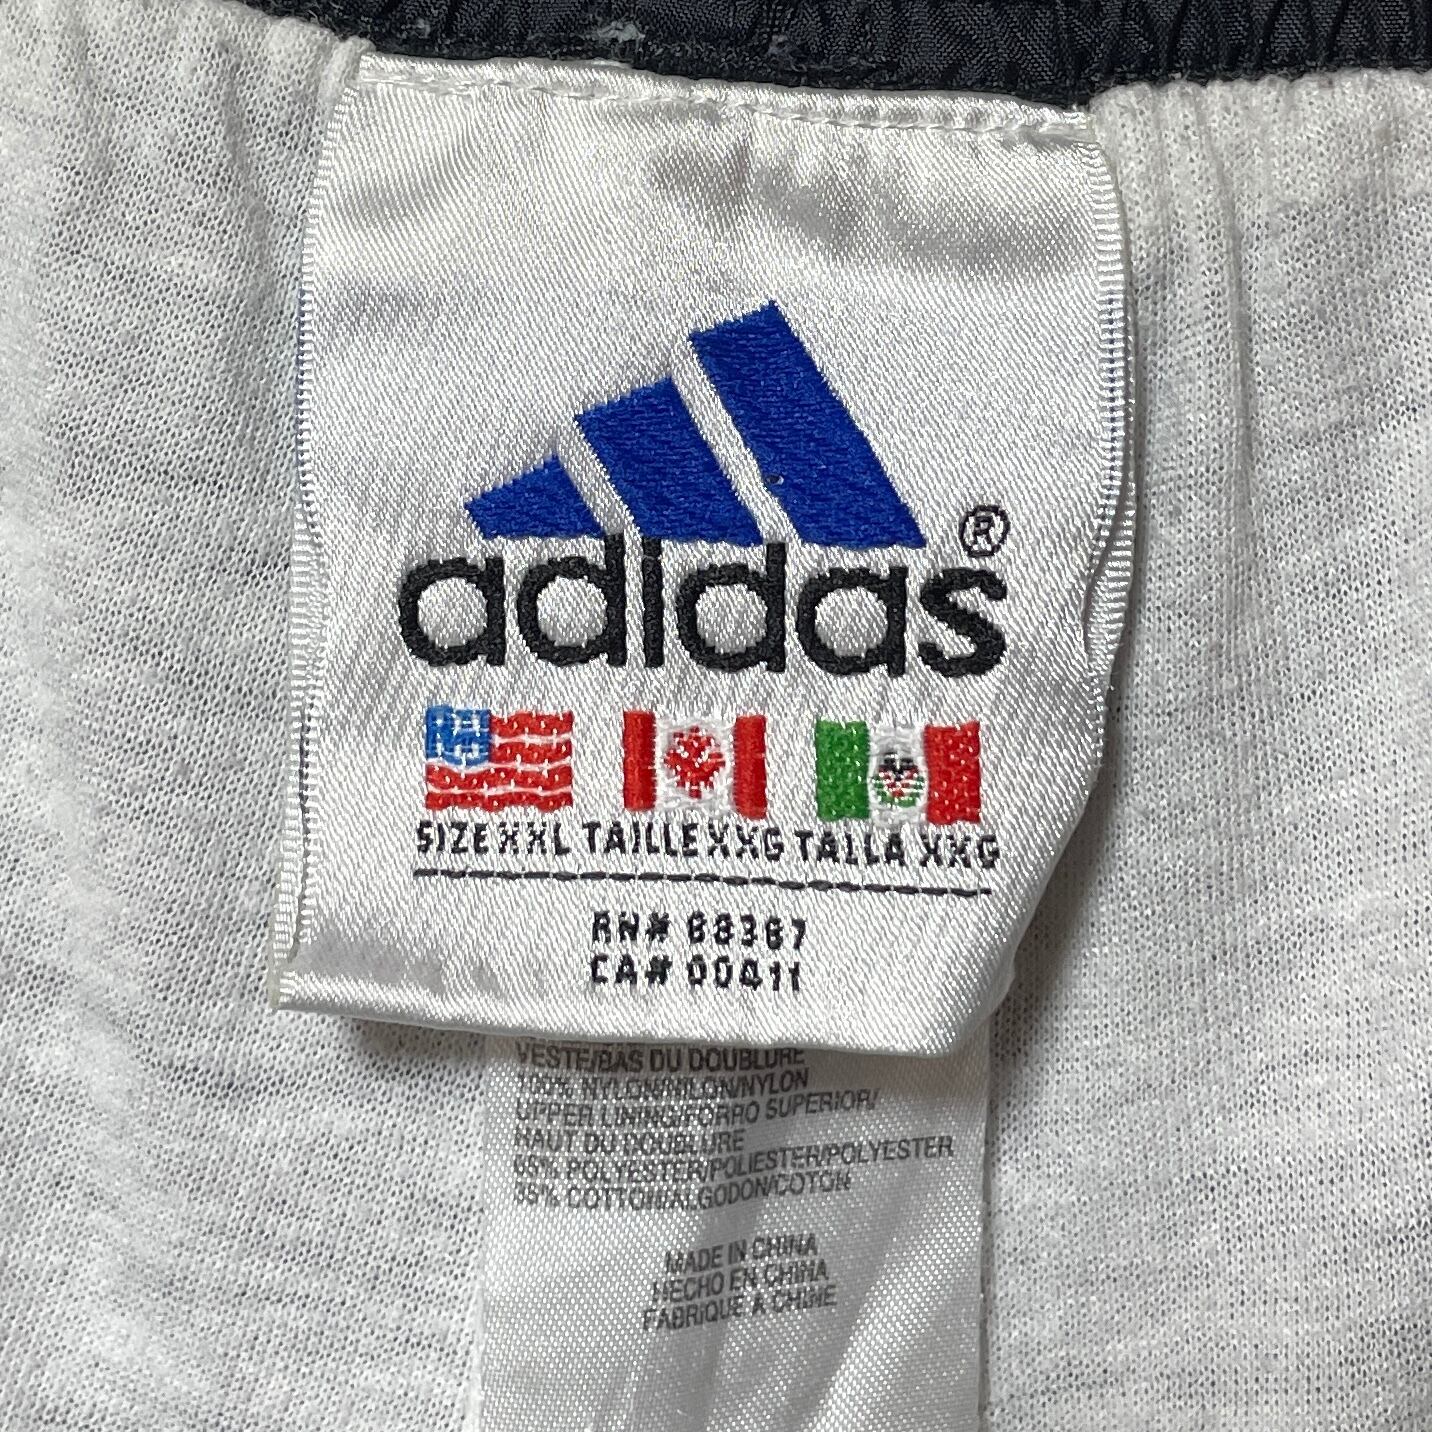 adidas ®
SIZE XXL TAILLE XXG TALLA XXG
RN# 88387
CA# 00411
VESTE/BAS DU DOUBLURE
100% NYLON/NILON/NYLON
UPPER LINING/FORRO SUPERIOR/
HAUT DU DOUBLURE
65% POLYESTER/POLIESTER/POLYESTER
35% COTTON/ALGODON/COTON
MADE IN CHINA
HECHO EN CHINA
FABRIQUE A CHINE